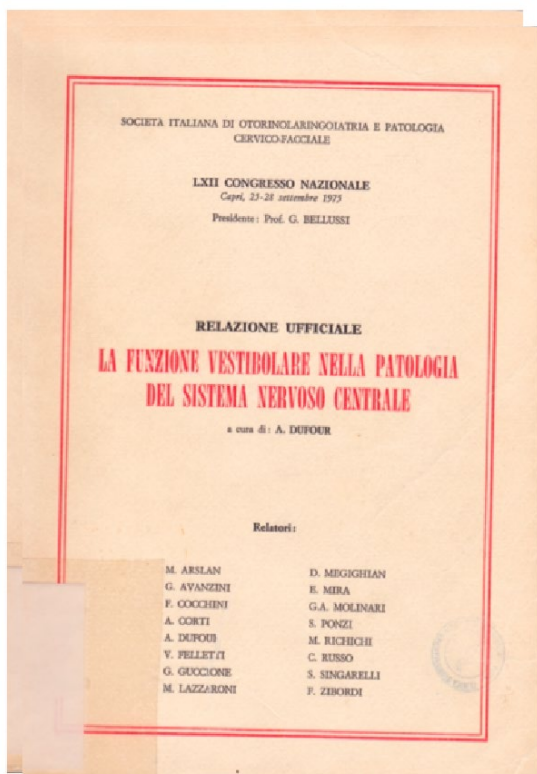 SOCIETÀ ITALIANA DI OTORINOLARINGOIATRIA E PATOLOGIA
CERVICO-FACCIALE
LXII CONGRESSO NAZIONALE
Capri, 25-28 settembre 1975
Presidente: Prof. G. BELLUSSI
RELAZIONE UFFICIALE
LA FUNZIONE VESTIBOLARE NELLA PATOLOGIA
DEL SISTEMA NERVOSO CENTRALE
a cura di: A. DUFOUR
Relatori:
M. ARSLAN
G. AVANZINI
F. COCCHINI
A. CORTI
A. DUFOUR
V. FELLETTI
G. GUCCIONE
M. LAZZARONI
D. MEGIGHIAN
E. MIRA
G.A. MOLINARI
S. PONZI
M. RICHICHI
C. RUSSO
S. SINGARELLI
F. ZIBORDI